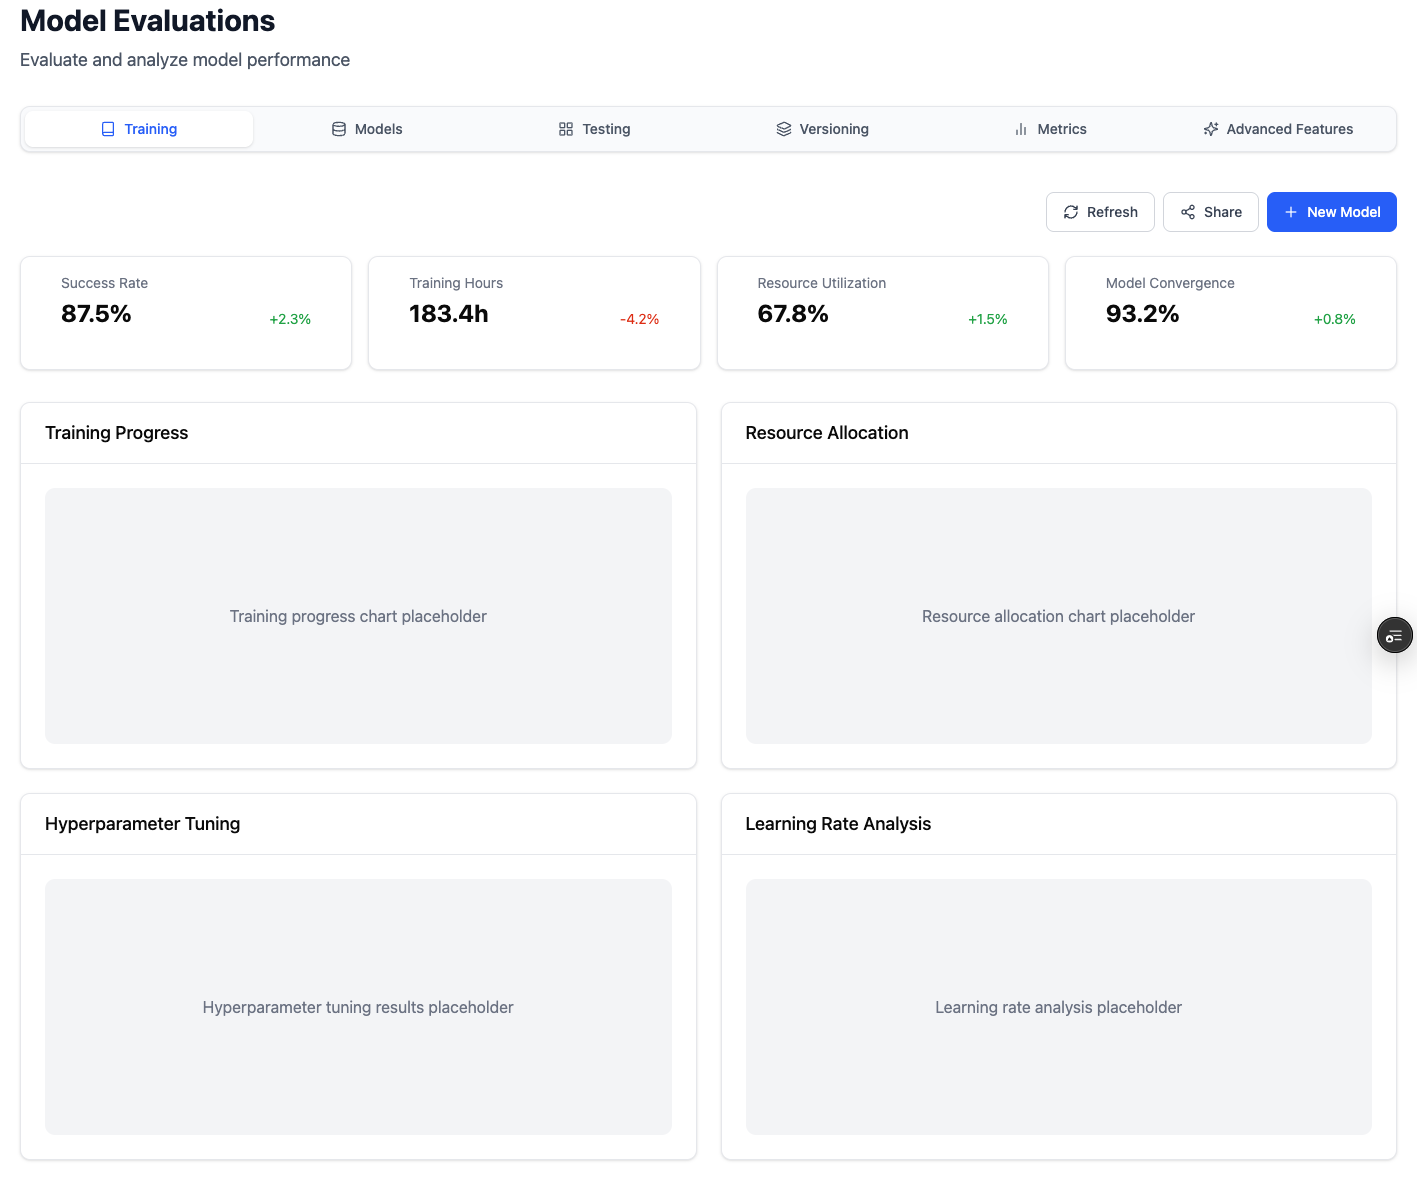 Model Evaluations
Evaluate and analyze model performance
Training
Models
Testing
Versioning
Metrics
Advanced Features
Refresh
Share
New Model
Success Rate
87.5%
+2.3%
Training Hours
183.4h
-4.2%
Resource Utilization
67.8%
+1.5%
Model Convergence
93.2%
+0.8%
Training Progress
Training progress chart placeholder
Resource Allocation
Resource allocation chart placeholder
Hyperparameter Tuning
Hyperparameter tuning results placeholder
Learning Rate Analysis
Learning rate analysis placeholder